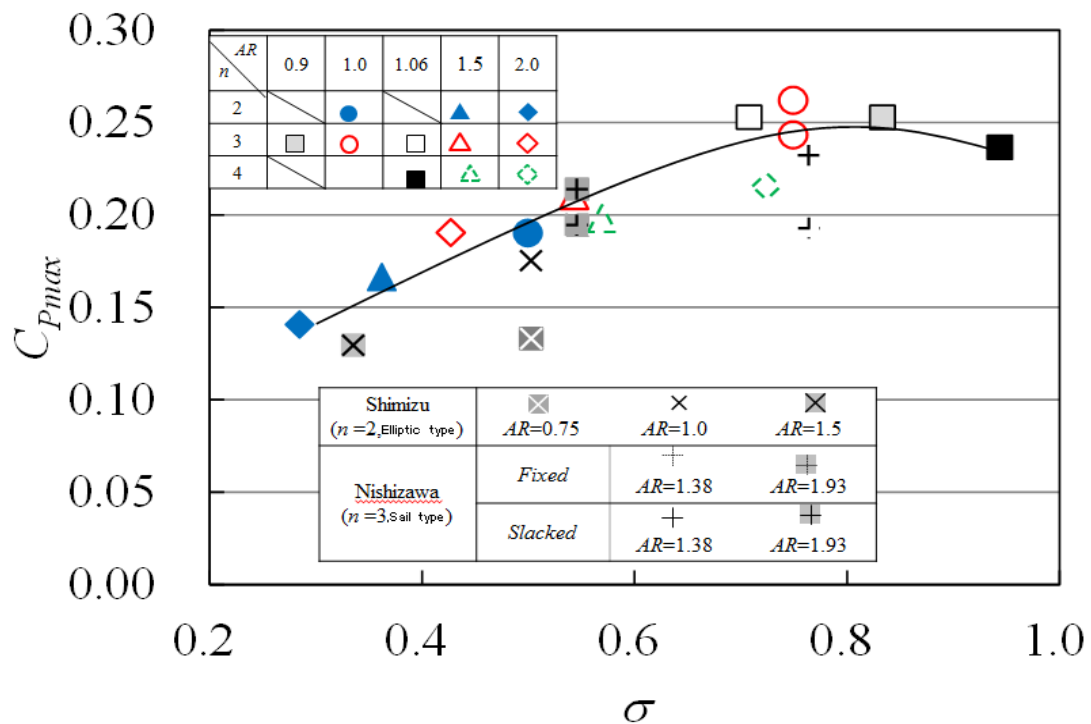 0.30
0.25
0.20
0.15
0.10
0.05
0.00
C_Pmax
AR
n
0.9 1.0 1.06 1.5 2.0
2
3
4
Shimizu
(n =2,Elliptic type)
AR=0.75 AR=1.0 AR=1.5
Nishizawa
(n =3,Sail type)
Fixed
AR=1.38 AR=1.93
Slacked
AR=1.38 AR=1.93
0.2 0.4 0.6 0.8 1.0
σ